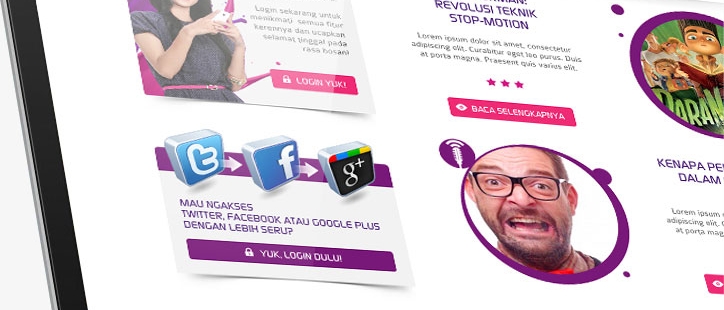 Login sekarang untuk
menikmati semua fitur
kerennya dan ucapkan
selamat tinggal pada
rasa bosan!
LOGIN YUK!
MAU NGAKSES
TWITTER, FACEBOOK ATAU GOOGLE PLUS
DENGAN LEBIH SERU?
YUK, LOGIN DULU!
REVOLUSI TEKNIK
STOP-MOTION
Lorem ipsum dolor sit amet, consectetur
adipiscing elit. Curabitur eget leo purus. Duis
at porta magna. Praesent quis varius elit.
BACA SELENGKAPNYA
KENAPA
DALAM
Lorem ipsum
adipiscing elit.
at porta